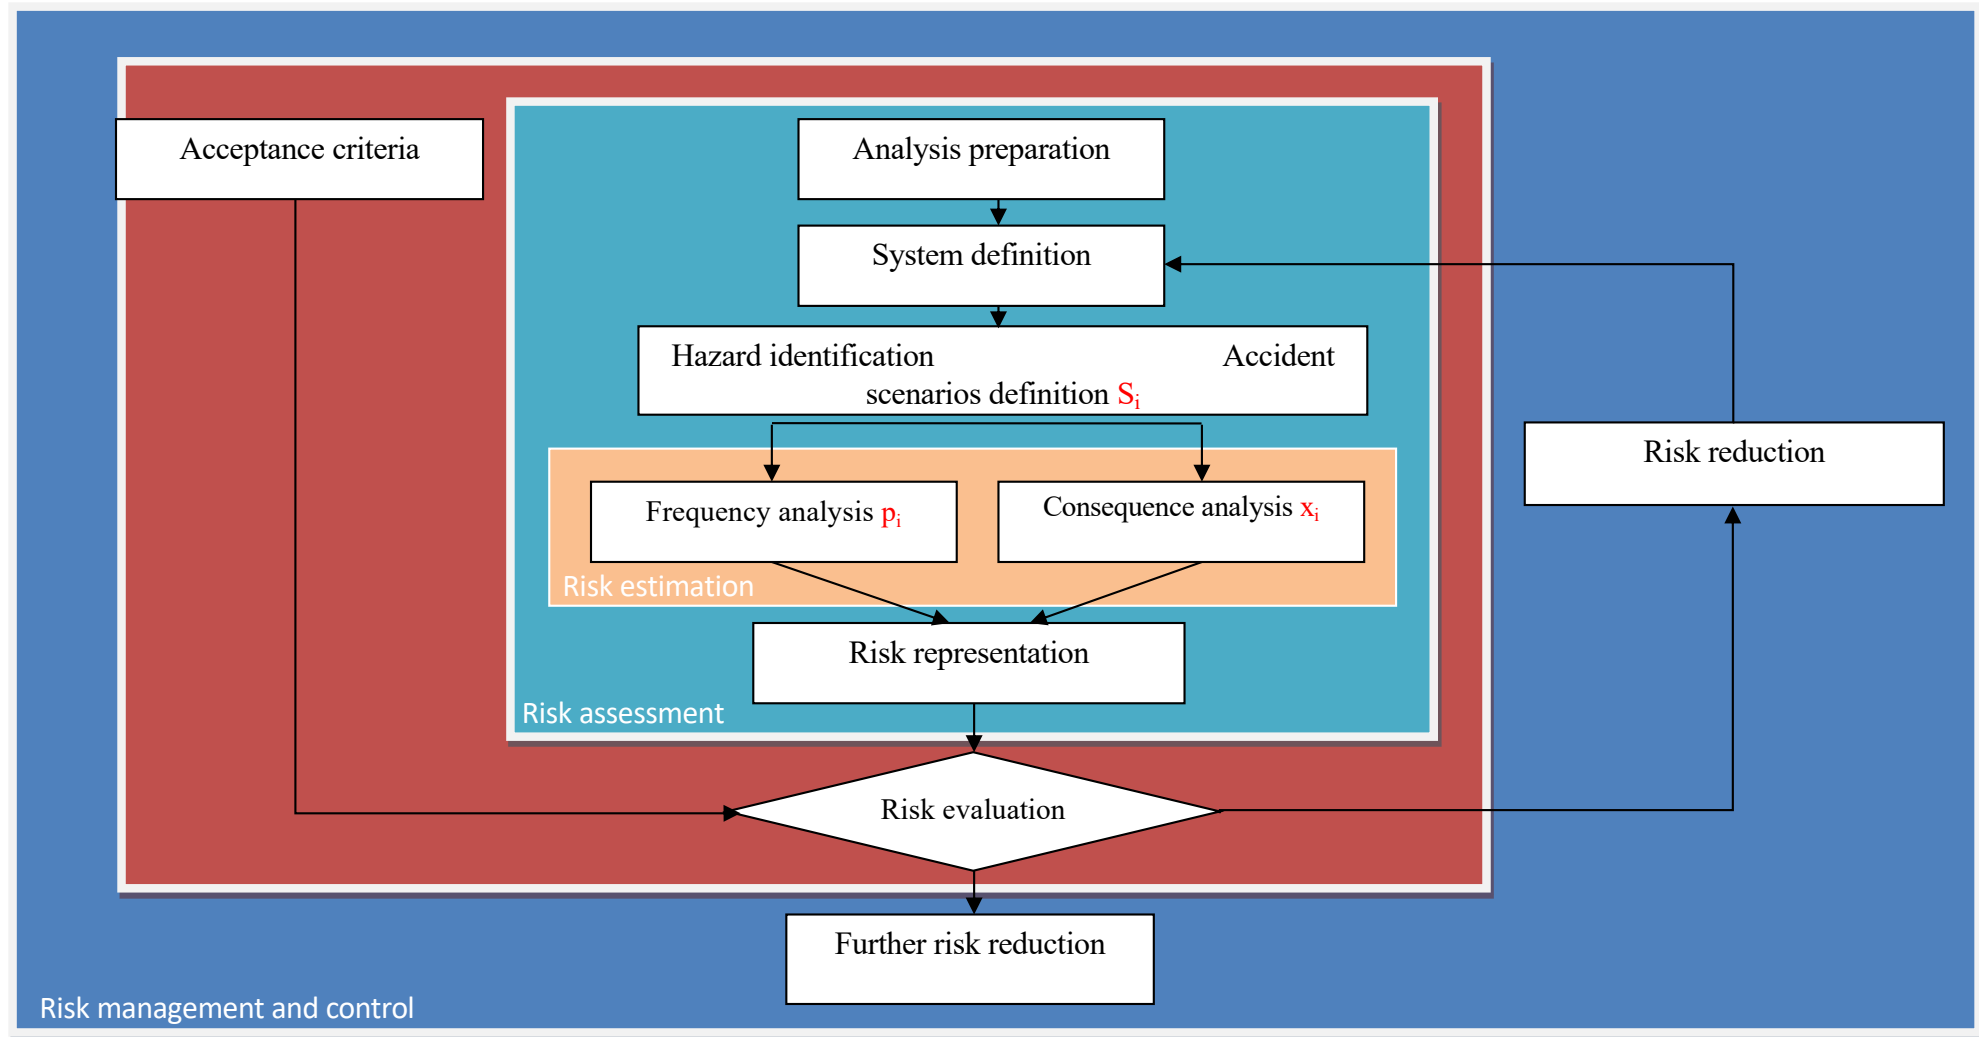 Acceptance criteria
Analysis preparation
System definition
Hazard identification Accident
scenarios definition Si
Risk reduction
Frequency analysis pi
Consequence analysis xi
Risk estimation
Risk representation
Risk assessment
Risk evaluation
Further risk reduction
Risk management and control